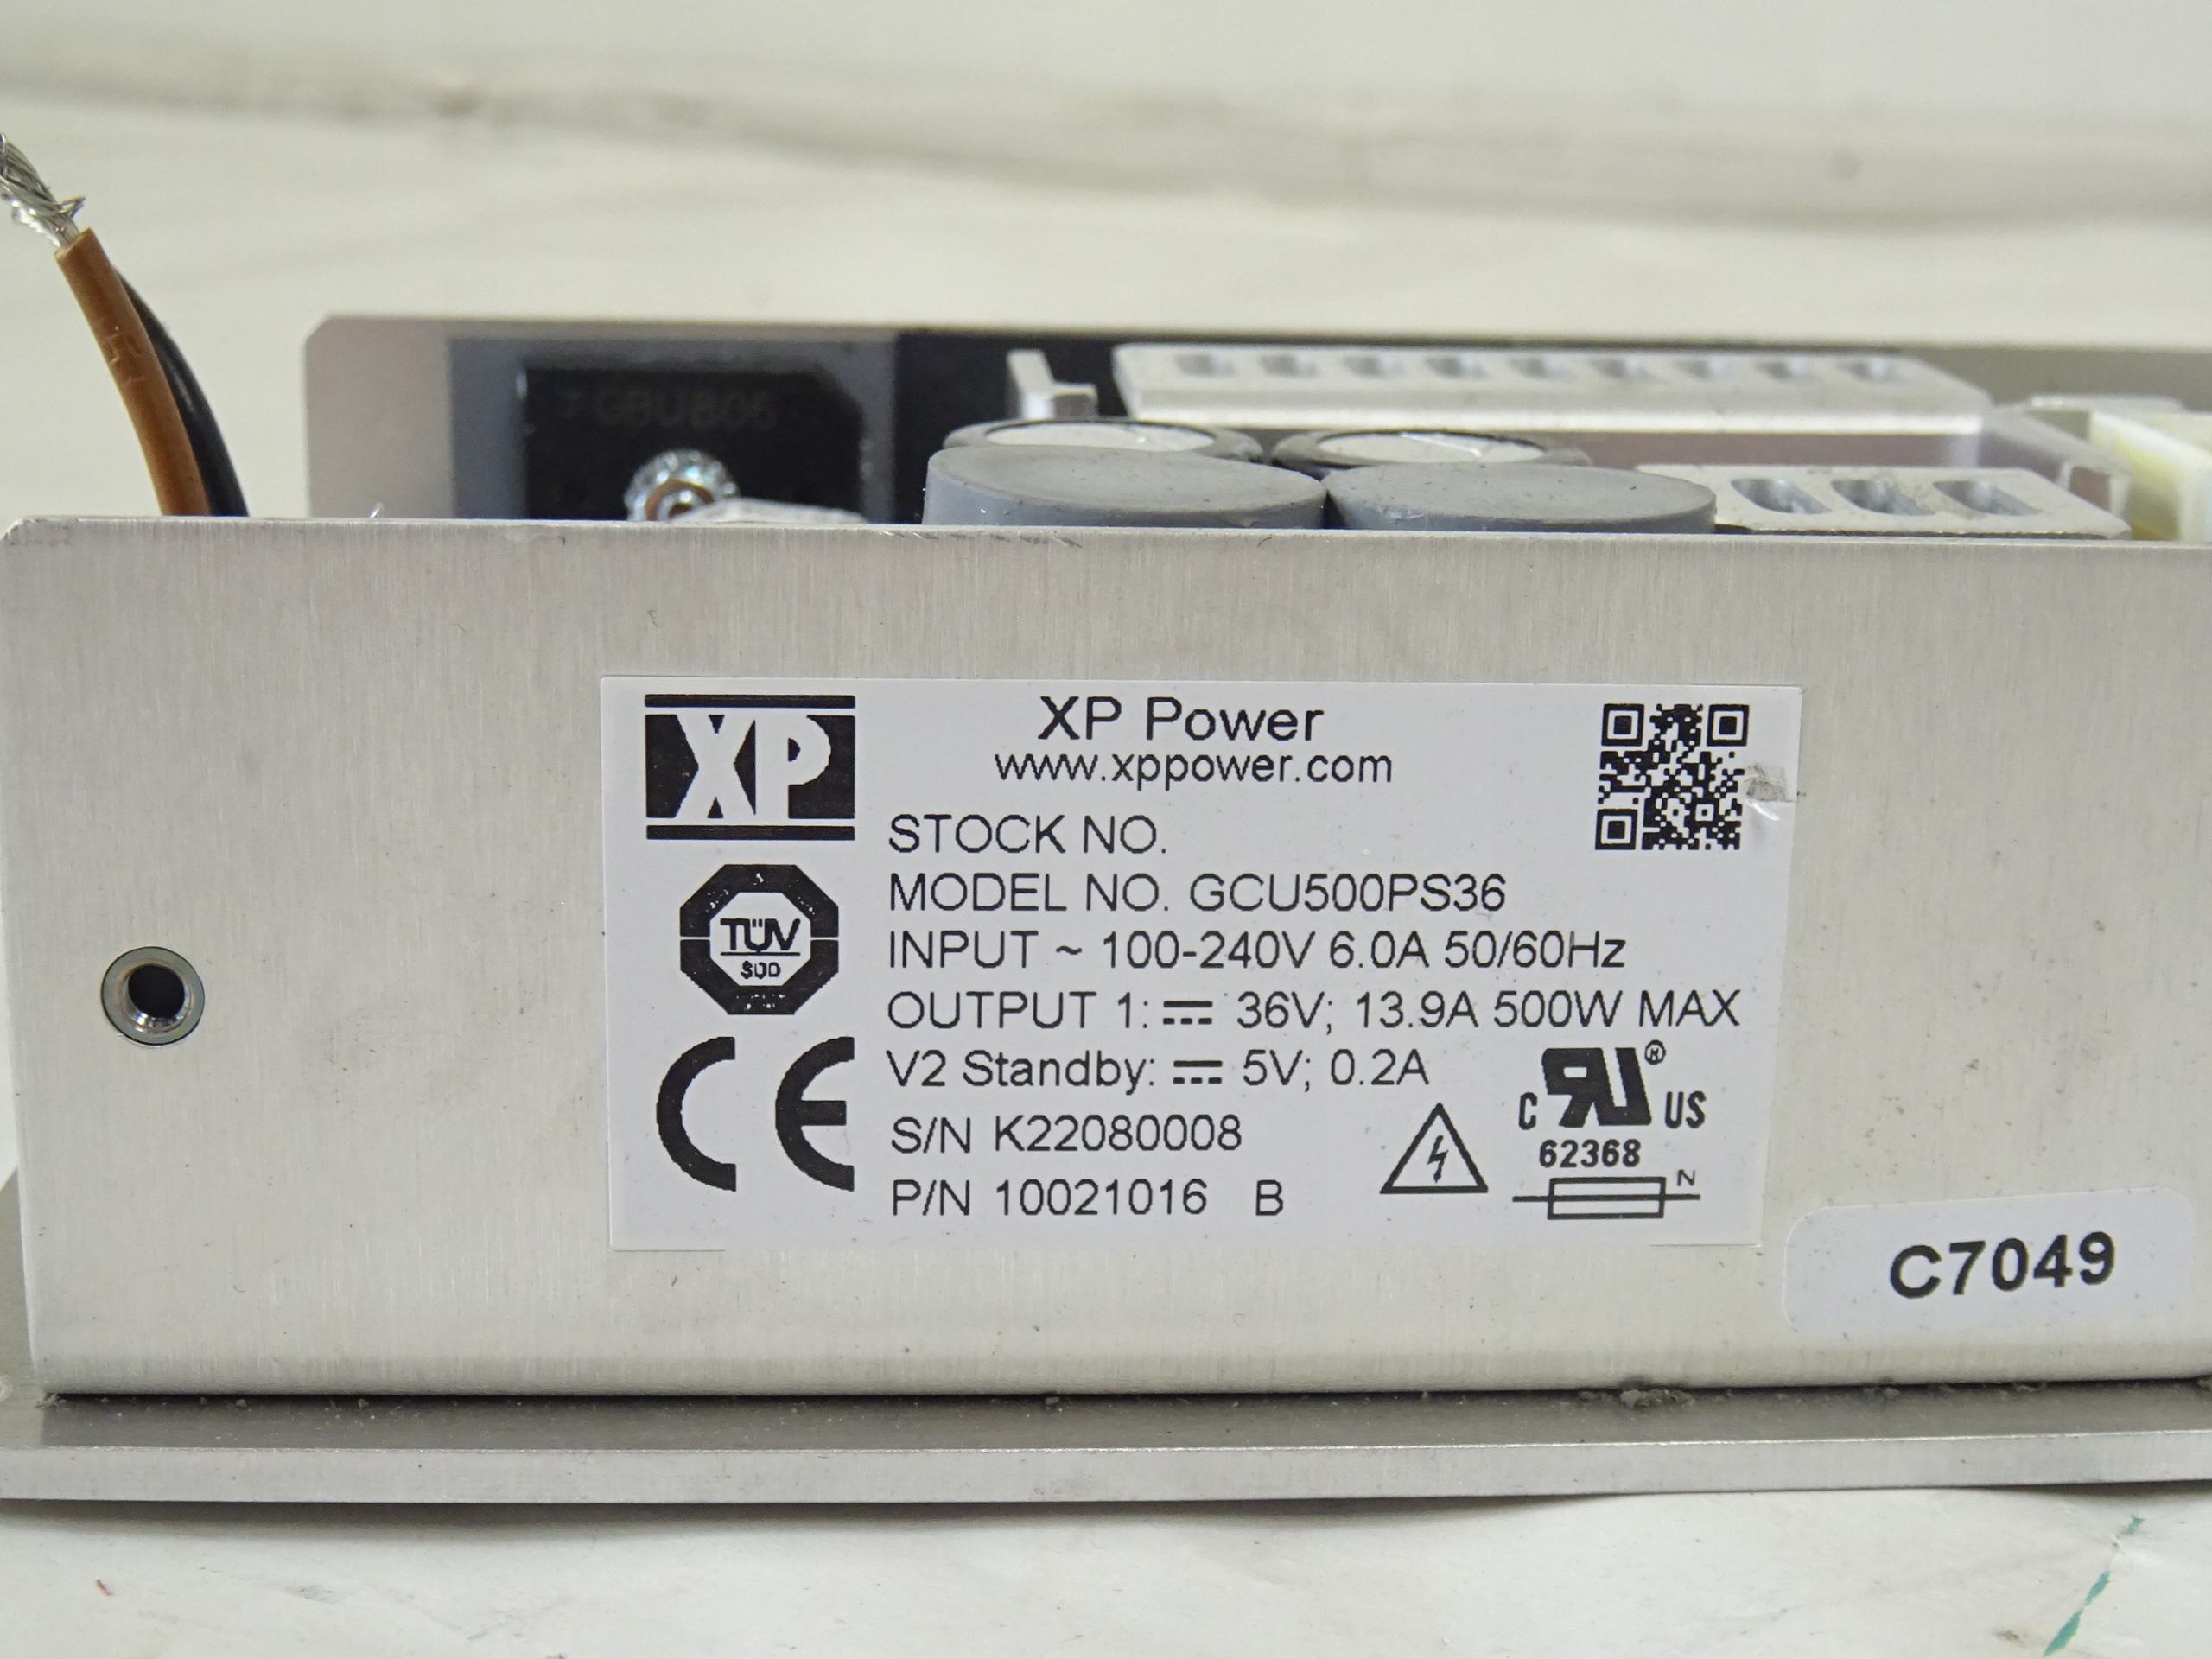 GBU806
XP
XP Power
www.xppower.com
STOCK NO.
MODEL NO. GCU500PS36
INPUT ~ 100-240V 6.0A 50/60Hz
OUTPUT 1: ⎓ 36V; 13.9A 500W MAX
V2 Standby: ⎓ 5V; 0.2A
S/N K22080008
P/N 10021016 B
TÜV
SÜD
CE
C RU® US
62368
N
C7049